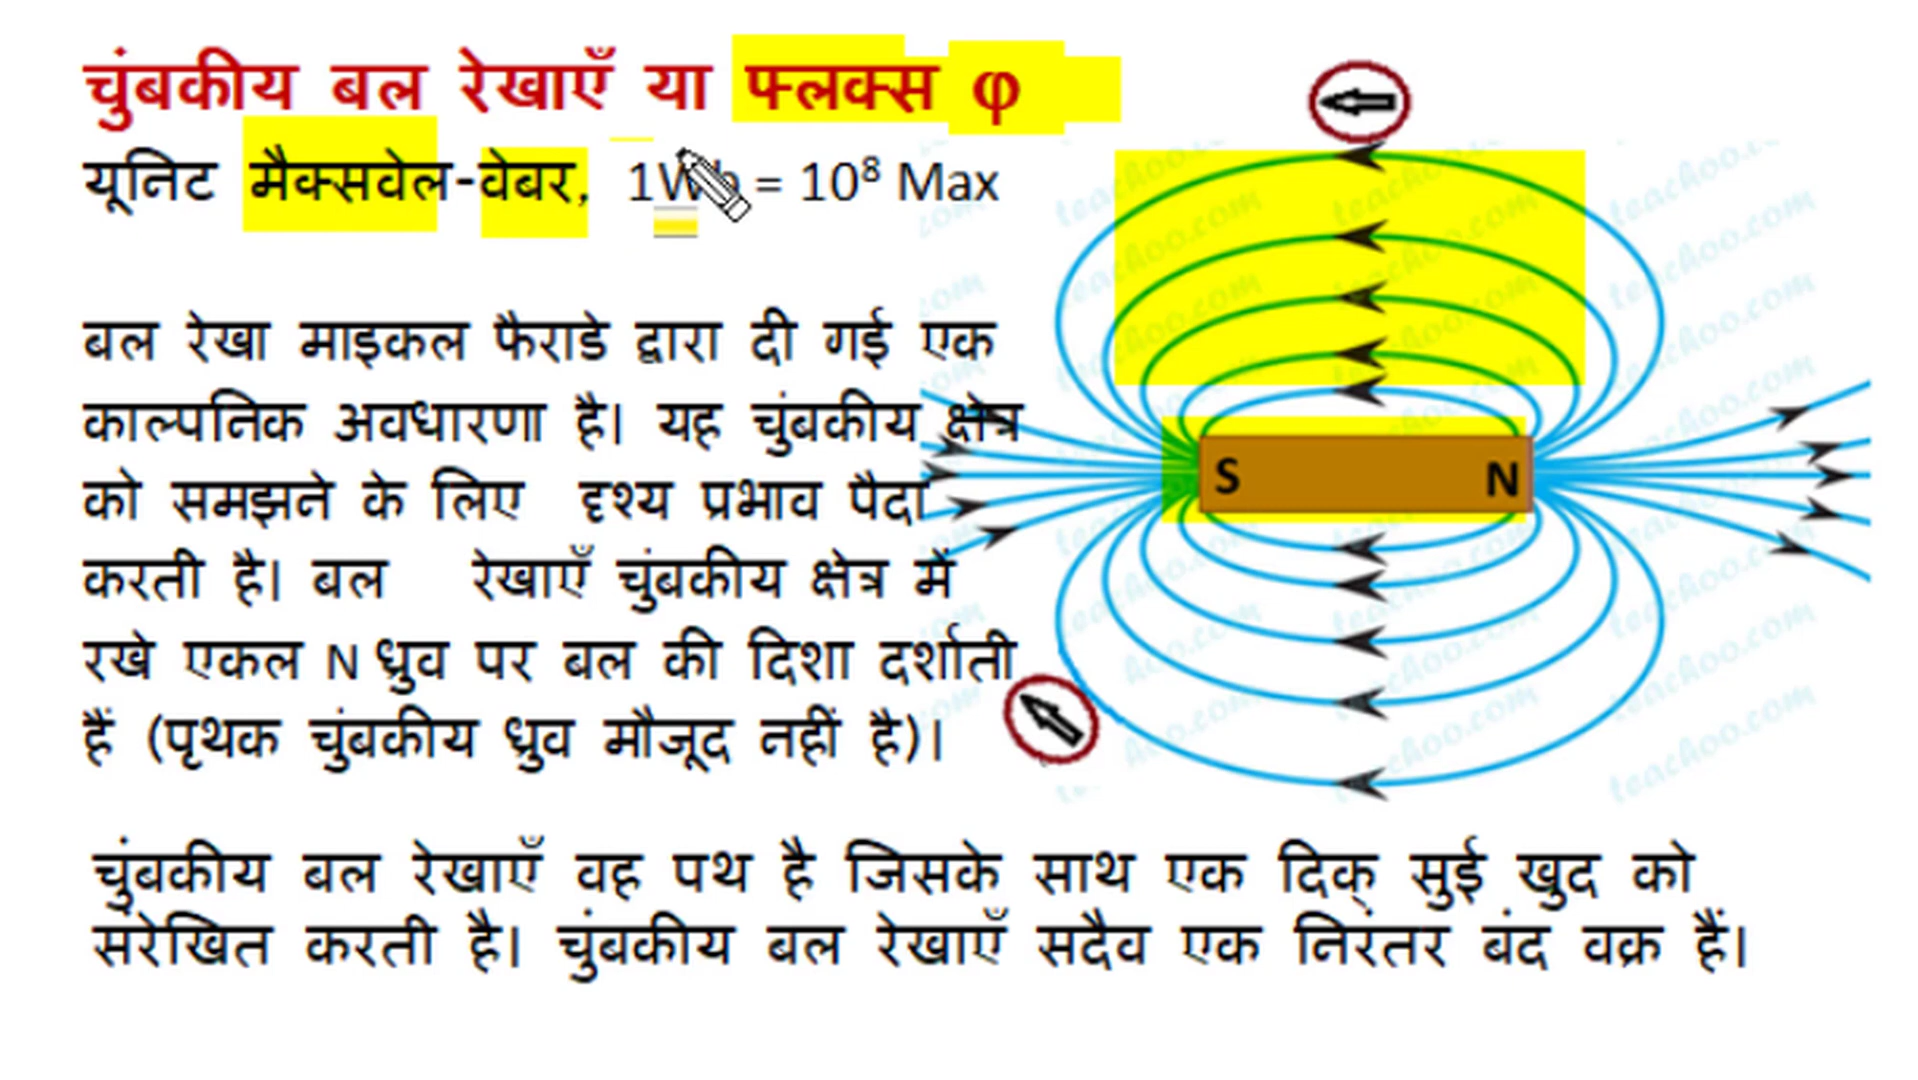 चुंबकीय बल रेखाएँ या फ्लक्स φ
यूनिट मैक्सवेल-वेबर, 1Wb = 10⁸ Max
बल रेखा माइकल फैराडे द्वारा दी गई एक
काल्पनिक अवधारणा है। यह चुंबकीय क्षेत्र
को समझने के लिए दृश्य प्रभाव पैदा
करती है। बल रेखाएँ चुंबकीय क्षेत्र में
रखे एकल N ध्रुव पर बल की दिशा दर्शाती
हैं (पृथक चुंबकीय ध्रुव मौजूद नहीं है)।
S N
चुंबकीय बल रेखाएँ वह पथ है जिसके साथ एक दिक् सुई खुद को
संरेखित करती है। चुंबकीय बल रेखाएँ सदैव एक निरंतर बंद वक्र हैं।
teachoo.com